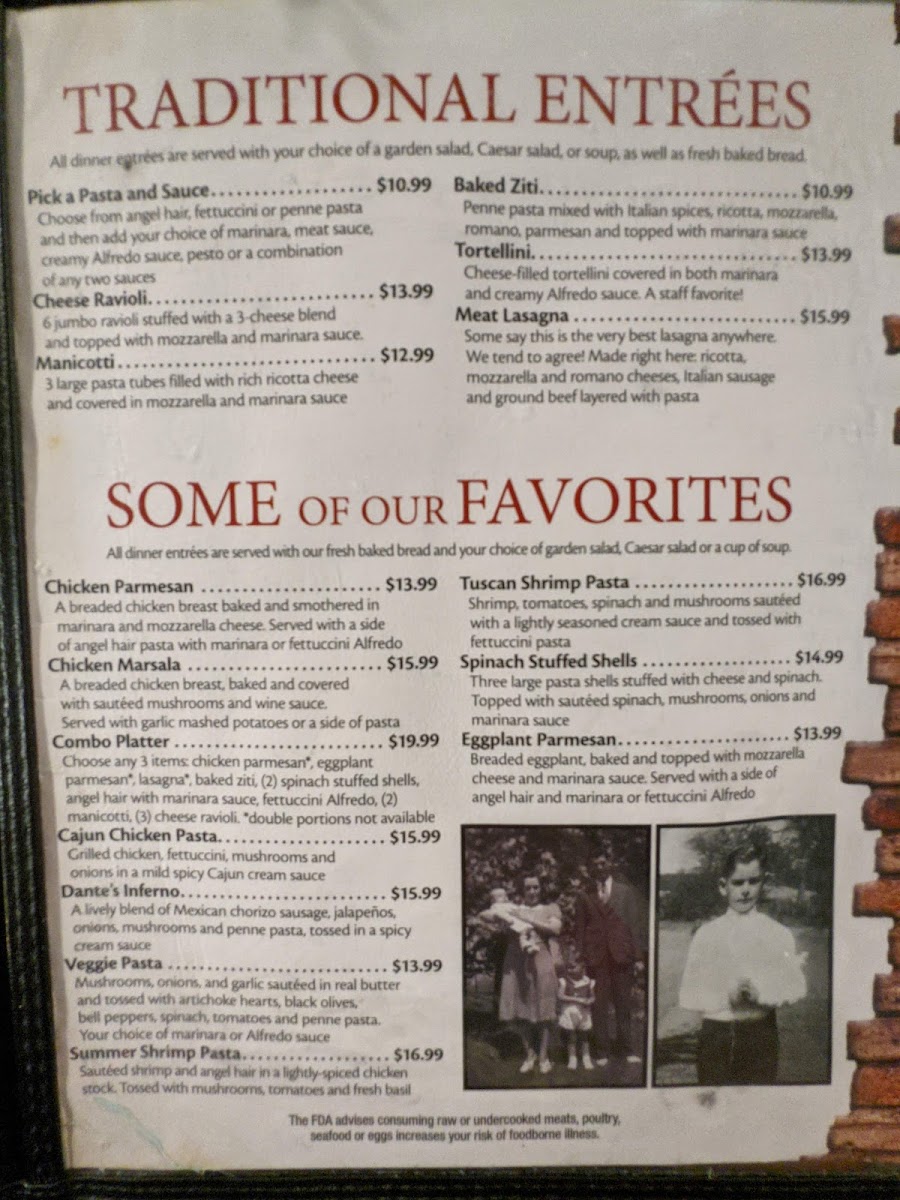 TRADITIONAL ENTRÉES
All dinner entrées are served with your choice of a garden salad, Caesar salad, or soup, as well as fresh baked bread.
Pick a Pasta and Sauce.................. $10.99
Choose from angel hair, fettuccini or penne pasta
and then add your choice of marinara, meat sauce,
creamy Alfredo sauce, pesto or a combination
of any two sauces
Cheese Ravioli.......................... $13.99
6 jumbo ravioli stuffed with a 3-cheese blend
and topped with mozzarella and marinara sauce.
Manicotti.............................. $12.99
3 large pasta tubes filled with rich ricotta cheese
and covered in mozzarella and marinara sauce
Baked Ziti.............................. $10.99
Penne pasta mixed with Italian spices, ricotta, mozzarella,
romano, parmesan and topped with marinara sauce
Tortellini............................... $13.99
Cheese-filled tortellini covered in both marinara
and creamy Alfredo sauce. A staff favorite!
Meat Lasagna .......................... $15.99
Some say this is the very best lasagna anywhere.
We tend to agree! Made right here: ricotta,
mozzarella and romano cheeses, Italian sausage
and ground beef layered with pasta
SOME OF OUR FAVORITES
All dinner entrées are served with our fresh baked bread and your choice of garden salad, Caesar salad or a cup of soup.
Chicken Parmesan ..................... $13.99
A breaded chicken breast baked and smothered in
marinara and mozzarella cheese. Served with a side
of angel hair pasta with marinara or fettuccini Alfredo
Chicken Marsala ....................... $15.99
A breaded chicken breast, baked and covered
with sautéed mushrooms and wine sauce.
Served with garlic mashed potatoes or a side of pasta
Combo Platter ......................... $19.99
Choose any 3 items: chicken parmesan*, eggplant
parmesan*, lasagna*, baked ziti, (2) spinach stuffed shells,
angel hair with marinara sauce, fettuccini Alfredo, (2)
manicotti, (3) cheese ravioli. *double portions not available
Cajun Chicken Pasta.................... $15.99
Grilled chicken, fettuccini, mushrooms and
onions in a mild spicy Cajun cream sauce
Dante's Inferno......................... $15.99
A lively blend of Mexican chorizo sausage, jalapeños,
onions, mushrooms and penne pasta, tossed in a spicy
cream sauce
Veggie Pasta .......................... $13.99
Mushrooms, onions, and garlic sautéed in real butter
and tossed with artichoke hearts, black olives,
bell peppers, spinach, tomatoes and penne pasta.
Your choice of marinara or Alfredo sauce
Summer Shrimp Pasta................. $16.99
Sautéed shrimp and angel hair in a lightly-spiced chicken
stock. Tossed with mushrooms, tomatoes and fresh basil
Tuscan Shrimp Pasta ................... $16.99
Shrimp, tomatoes, spinach and mushrooms sautéed
with a lightly seasoned cream sauce and tossed with
fettuccini pasta
Spinach Stuffed Shells .................. $14.99
Three large pasta shells stuffed with cheese and spinach.
Topped with sautéed spinach, mushrooms, onions and
marinara sauce
Eggplant Parmesan..................... $13.99
Breaded eggplant, baked and topped with mozzarella
cheese and marinara sauce. Served with a side of
angel hair and marinara or fettuccini Alfredo
The FDA advises consuming raw or undercooked meats, poultry,
seafood or eggs increases your risk of foodborne illness.